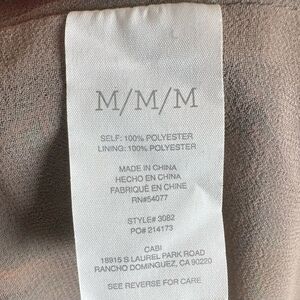 M/M/M
SELF: 100% POLYESTER
LINING: 100% POLYESTER
MADE IN CHINA
HECHO EN CHINA
FABRIQUÉ EN CHINE
RN#54077
STYLE# 3082
PO# 214173
CABI
18915 S LAUREL PARK ROAD
RANCHO DOMINGUEZ, CA 90220
SEE REVERSE FOR CARE